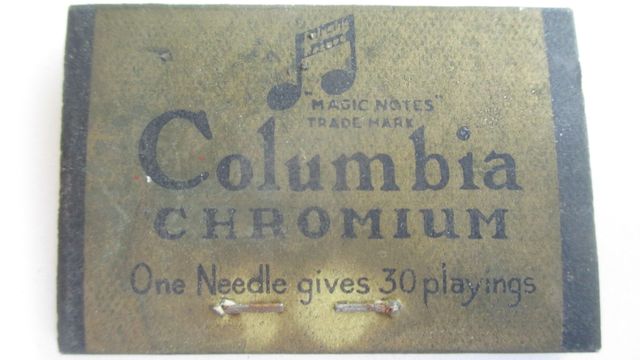 "MAGIC NOTES"
TRADE MARK
Columbia
CHROMIUM
One Needle gives 30 playings